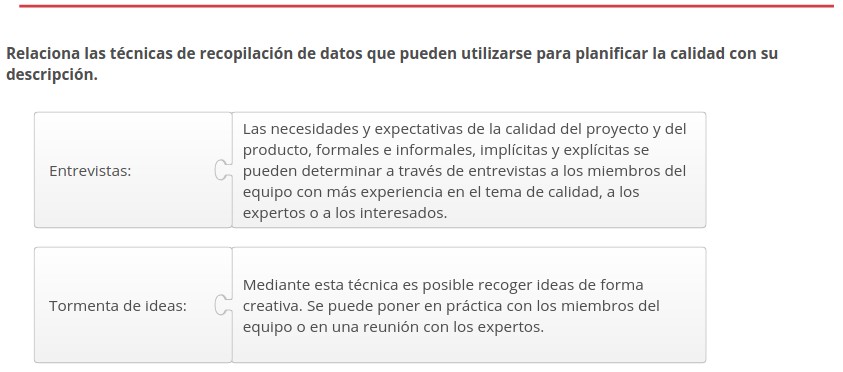 Relaciona las técnicas de recopilación de datos que pueden utilizarse para planificar la calidad con su
descripción.
Entrevistas:
Las necesidades y expectativas de la calidad del proyecto y del
producto, formales e informales, implícitas y explícitas se
pueden determinar a través de entrevistas a los miembros del
equipo con más experiencia en el tema de calidad, a los
expertos o a los interesados.
Tormenta de ideas:
Mediante esta técnica es posible recoger ideas de forma
creativa. Se puede poner en práctica con los miembros del
equipo o en una reunión con los expertos.